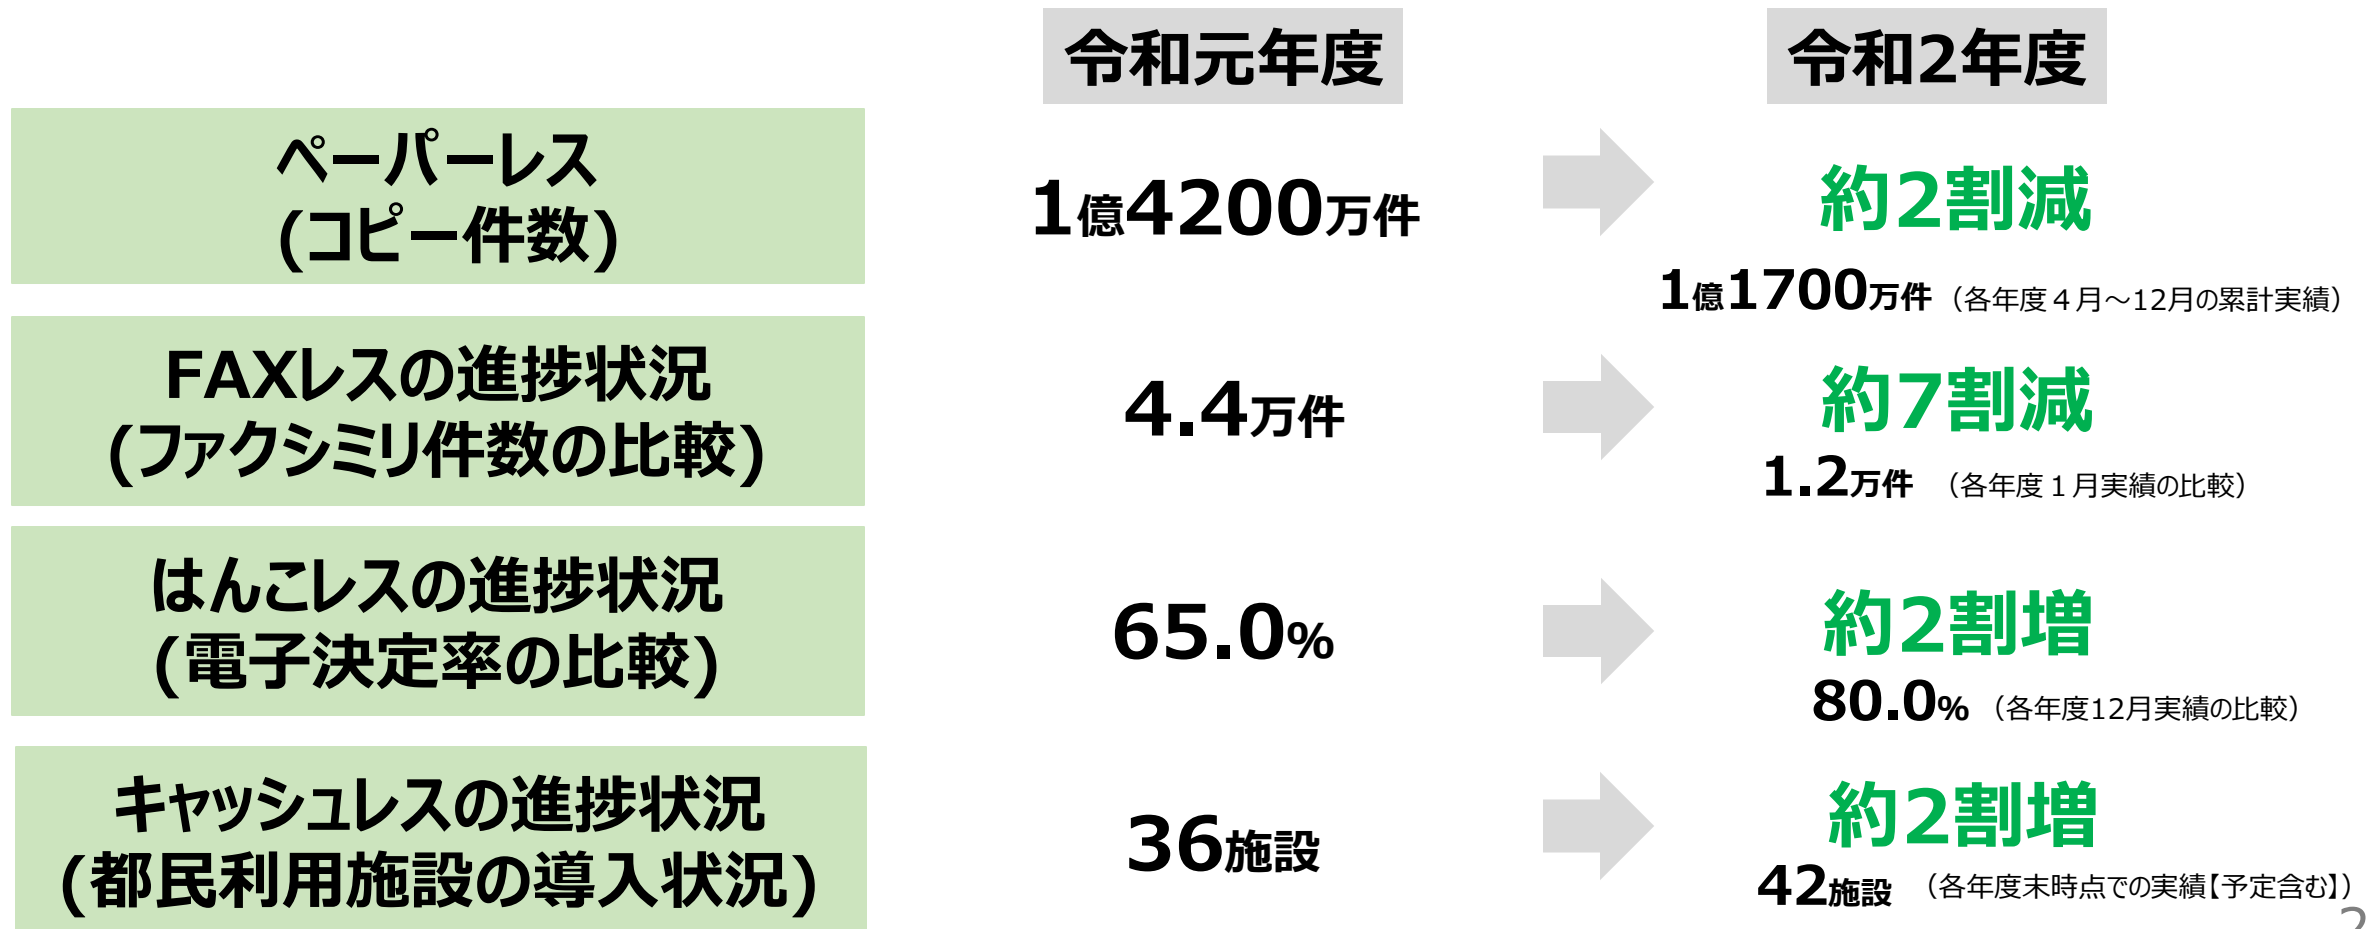 令和元年度
令和2年度
ペーパーレス
(コピー件数)
1億4200万件
約2割減
1億1700万件（各年度４月～12月の累計実績）
FAXレスの進捗状況
(ファクシミリ件数の比較)
4.4万件
約7割減
1.2万件（各年度１月実績の比較）
はんこレスの進捗状況
(電子決定率の比較)
65.0%
約2割増
80.0%（各年度12月実績の比較）
キャッシュレスの進捗状況
(都民利用施設の導入状況)
36施設
約2割増
42施設（各年度末時点での実績【予定含む】）
2